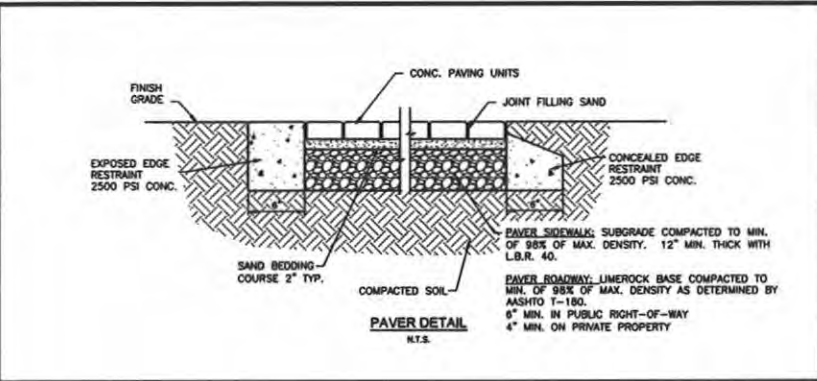 CONC. PAVING UNITS
FINISH
GRADE
JOINT FILLING SAND
EXPOSED EDGE
RESTRAINT
2500 PSI CONC.
CONCEALED EDGE
RESTRAINT
2500 PSI CONC.
6"
6"
SAND BEDDING
COURSE 2" TYP.
COMPACTED SOIL
PAVER SIDEWALK: SUBGRADE COMPACTED TO MIN.
OF 98% OF MAX. DENSITY. 12" MIN. THICK WITH
L.B.R. 40.
PAVER ROADWAY: LIMEROCK BASE COMPACTED TO
MIN. OF 98% OF MAX. DENSITY AS DETERMINED BY
AASHTO T-180.
6" MIN. IN PUBLIC RIGHT-OF-WAY
4" MIN. ON PRIVATE PROPERTY
PAVER DETAIL
N.T.S.